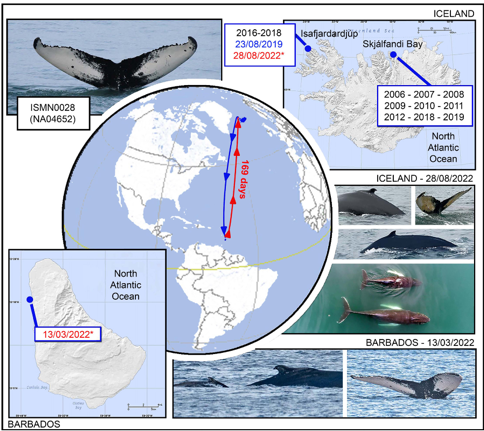 ICELAND
2016-2018
23/08/2019
28/08/2022*
Isafjardardjúp
Skjálfandi Bay
2006 - 2007 - 2008
2009 - 2010 - 2011
2012 - 2018 - 2019
North
Atlantic
Ocean
ISMN0028
(NA04652)
169 days
ICELAND - 28/08/2022
North
Atlantic
Ocean
13/03/2022*
BARBADOS
BARBADOS - 13/03/2022